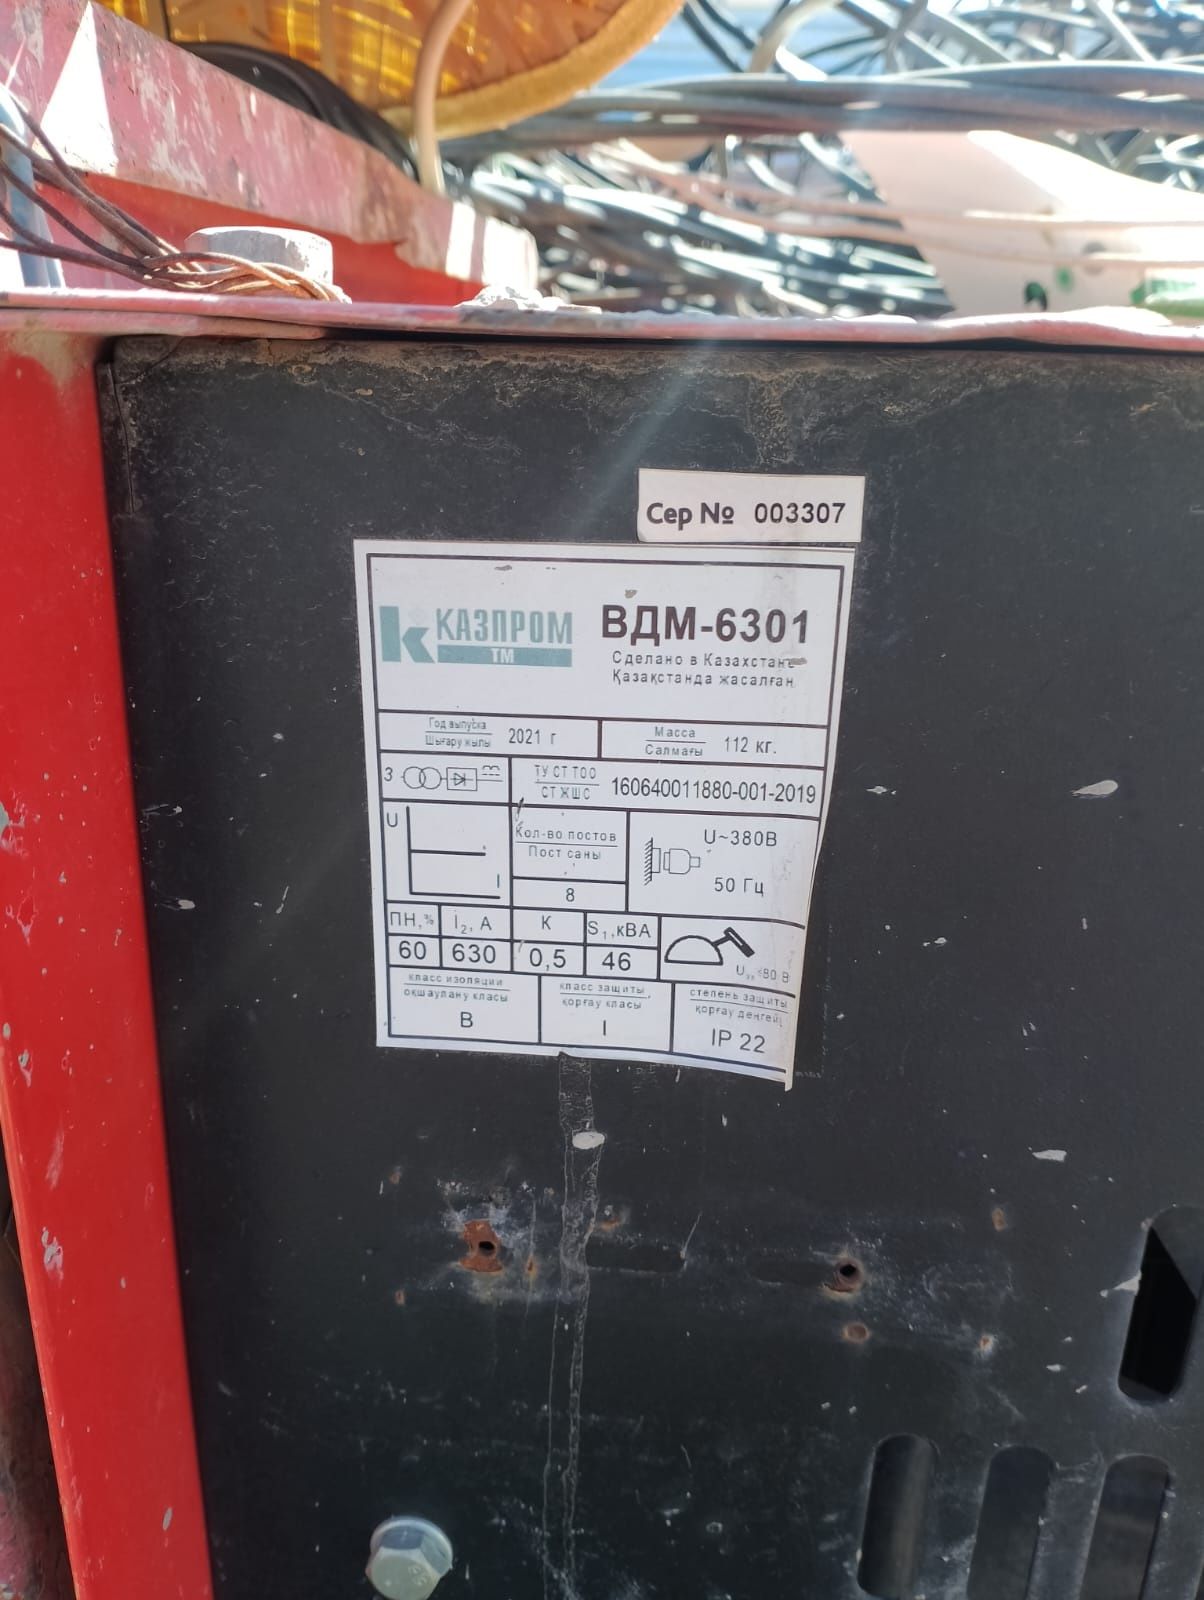 Сер № 003307
КАЗПРОМ
ТМ
ВДМ-6301
Сделано в Казахстане
Қазақстанда жасалған
Год выпуска
Шығару жылы
2021 г
Масса
Салмағы
112 кг.
3
ТУ СТ ТОО
СТ ЖШС
160640011880-001-2019
U
I
Кол-во постов
Пост саны
8
U~380В
50 Гц
ПН,%
I2, А
К
S1,кВА
60
630
0,5
46
<80 В
класс изоляции
оқшаулану класы
В
класс защиты
қорғау класы
I
степень защиты
қорғау деңгейі
IP 22